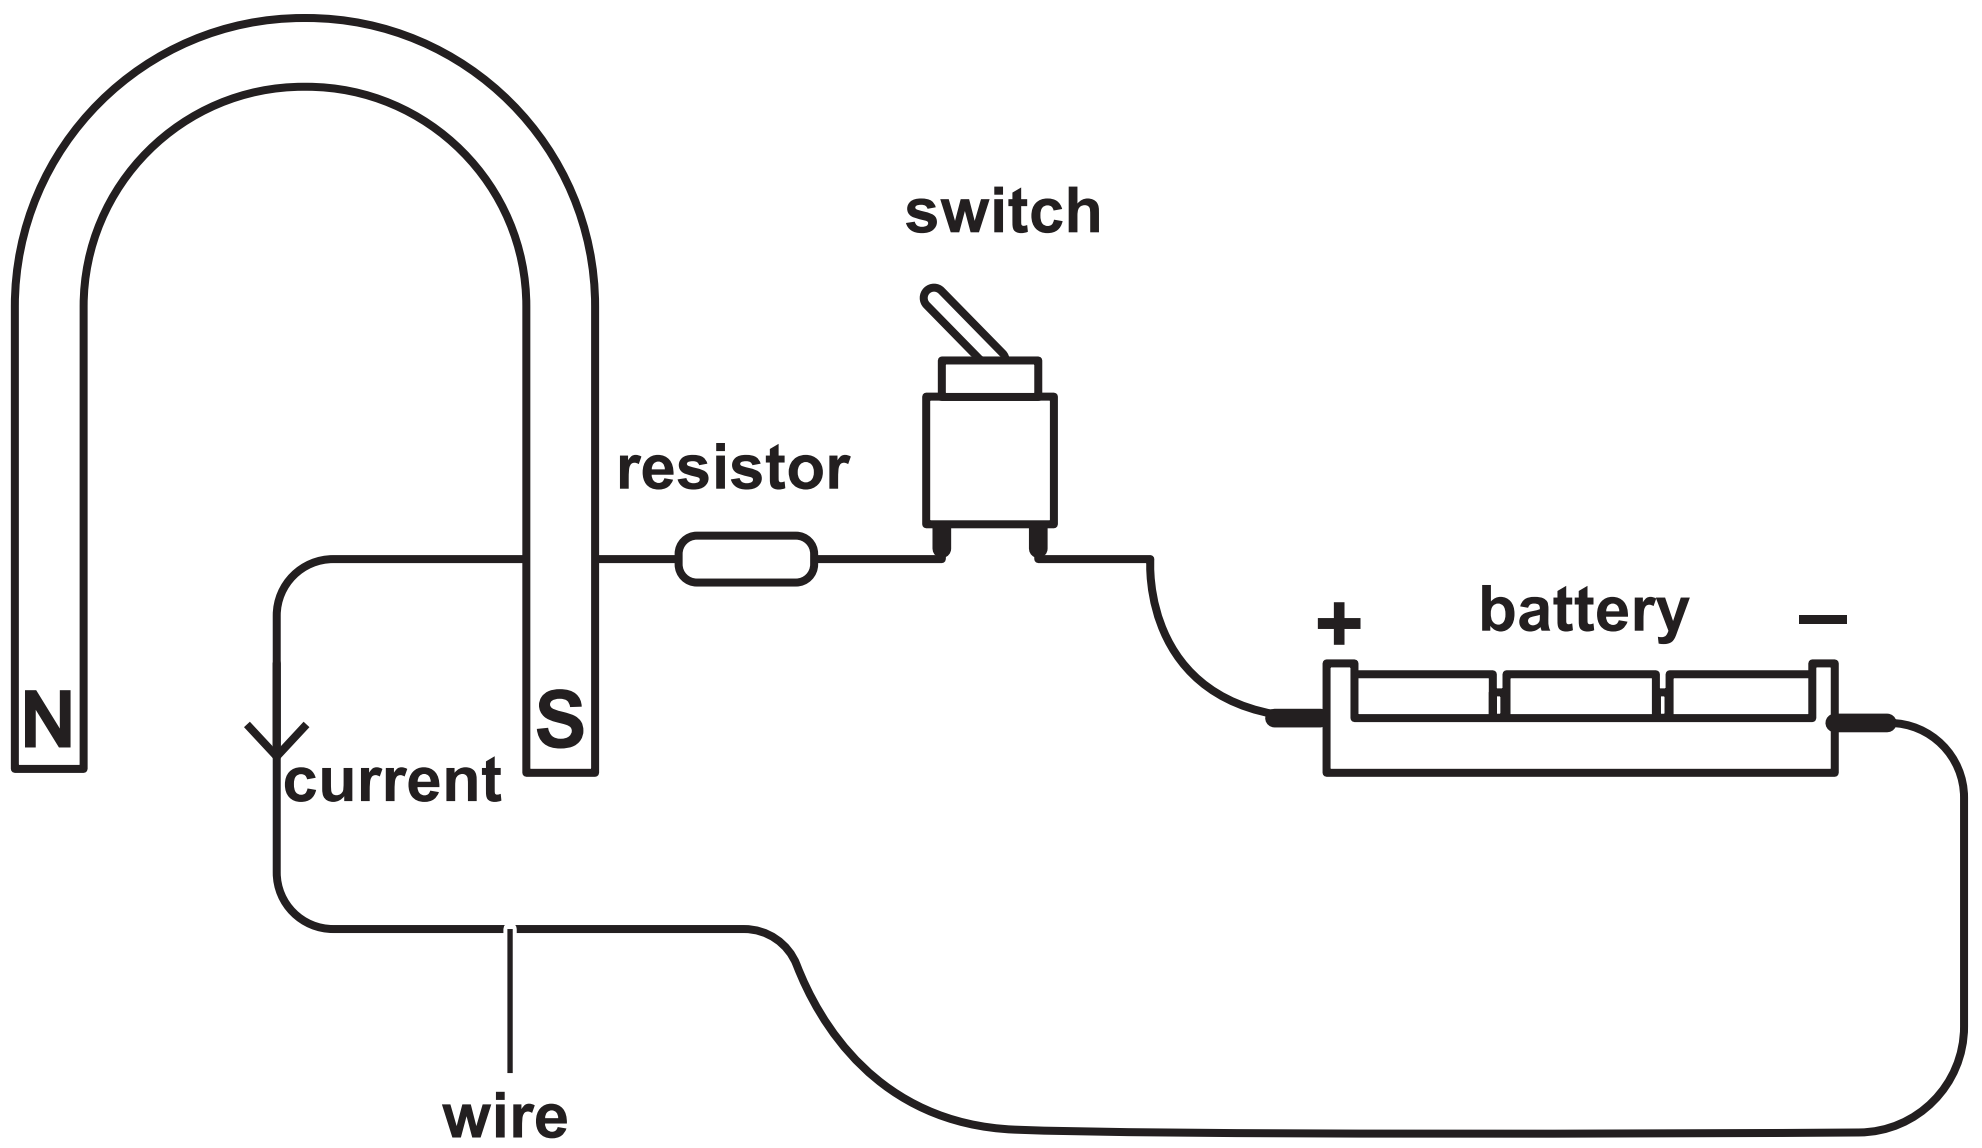 switch
resistor
+ battery –
N
S
current
wire